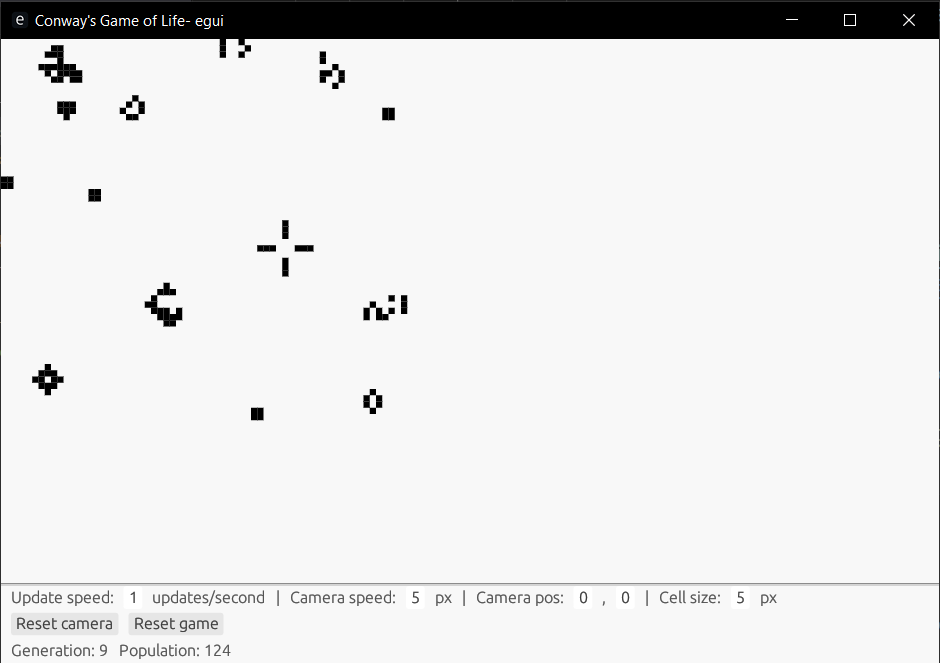 e Conway's Game of Life- egui
Update speed: 1 updates/second | Camera speed: 5 px | Camera pos: 0 , 0 | Cell size: 5 px
Reset camera Reset game
Generation: 9 Population: 124